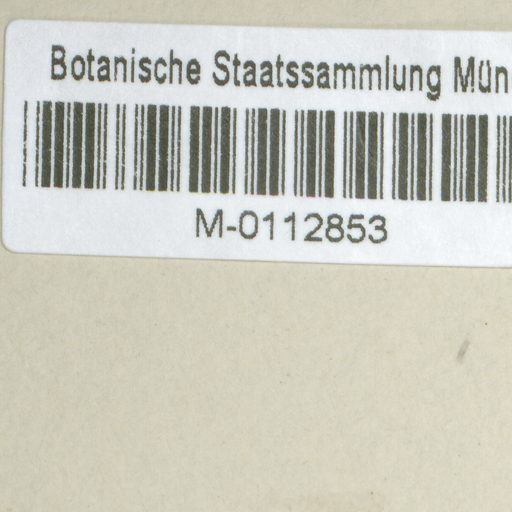 Botanische Staatssammlung Mün
M-0112853